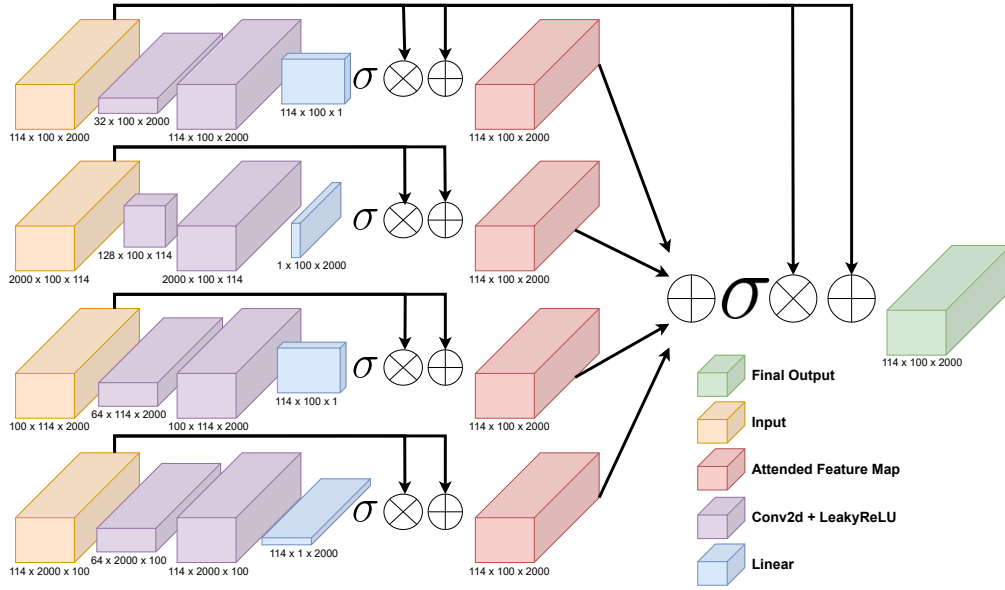 σ
114 x 100 x 2000
32 x 100 x 2000
114 x 100 x 2000
114 x 100 x 1
114 x 100 x 2000
σ
2000 x 100 x 114
128 x 100 x 114
2000 x 100 x 114
1 x 100 x 2000
114 x 100 x 2000
σ
114 x 100 x 2000
σ
100 x 114 x 2000
64 x 114 x 2000
100 x 114 x 2000
114 x 100 x 1
114 x 100 x 2000
σ
114 x 2000 x 100
64 x 2000 x 100
114 x 2000 x 100
114 x 1 x 2000
114 x 100 x 2000
Final Output
Input
Attended Feature Map
Conv2d + LeakyReLU
Linear